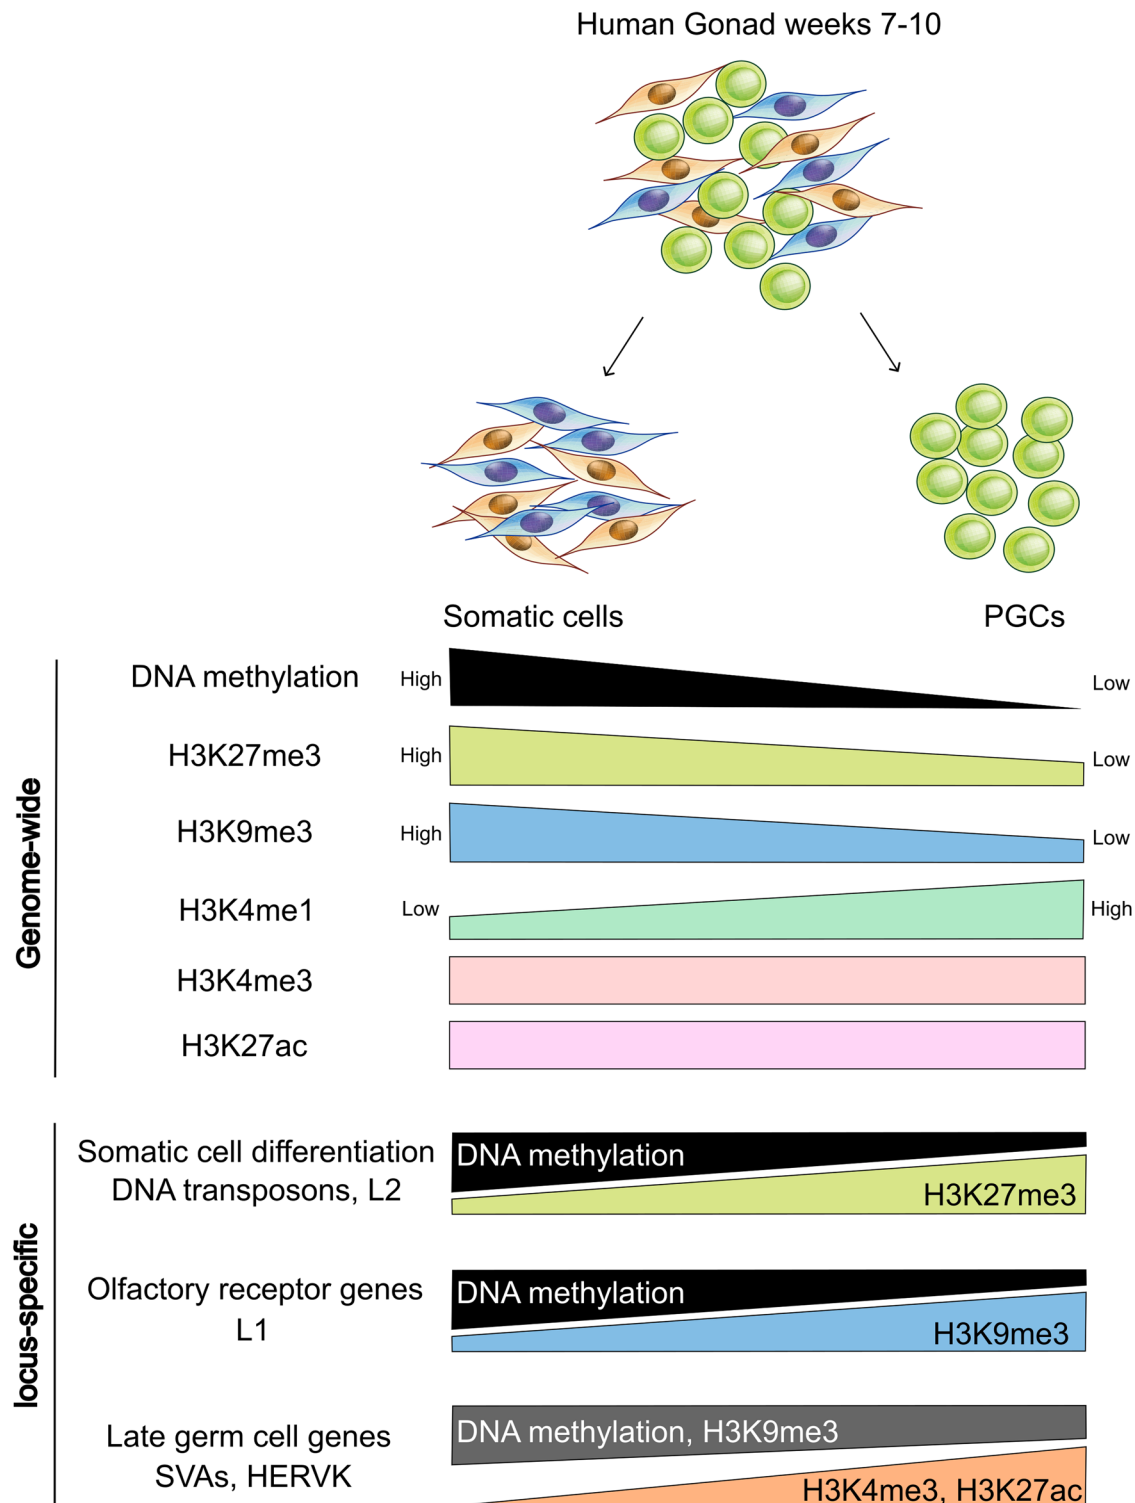 Human Gonad weeks 7-10
Somatic cells
PGCs
Genome-wide
DNA methylation
High
Low
H3K27me3
High
Low
H3K9me3
High
Low
H3K4me1
Low
High
H3K4me3
H3K27ac
locus-specific
Somatic cell differentiation
DNA transposons, L2
DNA methylation
H3K27me3
Olfactory receptor genes
L1
DNA methylation
H3K9me3
Late germ cell genes
SVAs, HERVK
DNA methylation, H3K9me3
H3K4me3, H3K27ac